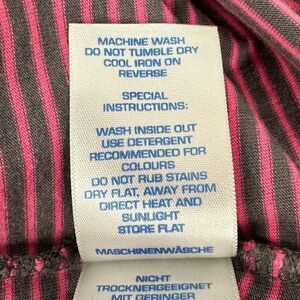 MACHINE WASH
DO NOT TUMBLE DRY
COOL IRON ON
REVERSE
SPECIAL
INSTRUCTIONS:
WASH INSIDE OUT
USE DETERGENT
RECOMMENDED FOR
COLOURS
DO NOT RUB STAINS
DRY FLAT, AWAY FROM
DIRECT HEAT AND
SUNLIGHT
STORE FLAT
MASCHINENWÄSCHE
NICHT
TROCKNERGEEIGNET
MIT GERINGER